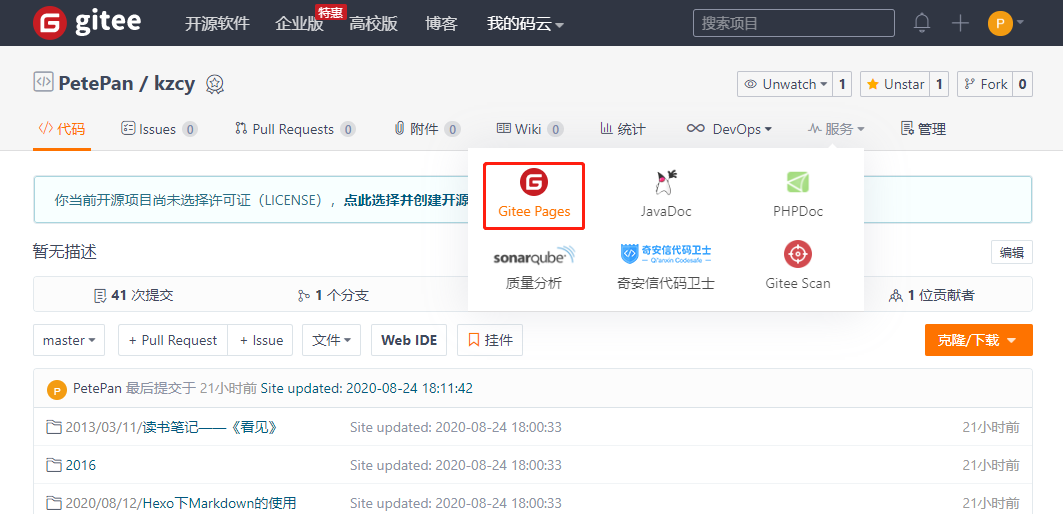 gitee 开源软件 企业版 特惠 高校版 博客 我的码云 搜索项目 P
PetePan / kzcy Unwatch 1 Unstar 1 Fork 0
代码 Issues 0 Pull Requests 0 附件 0 Wiki 0 统计 DevOps 服务 管理
你当前开源项目尚未选择许可证（LICENSE），点此选择并创建开源
Gitee Pages JavaDoc PHPDoc
sonarqube 奇安信代码卫士 Qi'anxin Codesafe
质量分析 奇安信代码卫士 Gitee Scan
暂无描述 编辑
41 次提交 1 个分支 1 位贡献者
master + Pull Request + Issue 文件 Web IDE 挂件 克隆/下载
P PetePan 最后提交于 21小时前 Site updated: 2020-08-24 18:11:42
2013/03/11/读书笔记——《看见》 Site updated: 2020-08-24 18:00:33 21小时前
2016 Site updated: 2020-08-24 18:00:33 21小时前
2020/08/12/Hexo下Markdown的使用 Site updated: 2020-08-24 18:00:33 21小时前